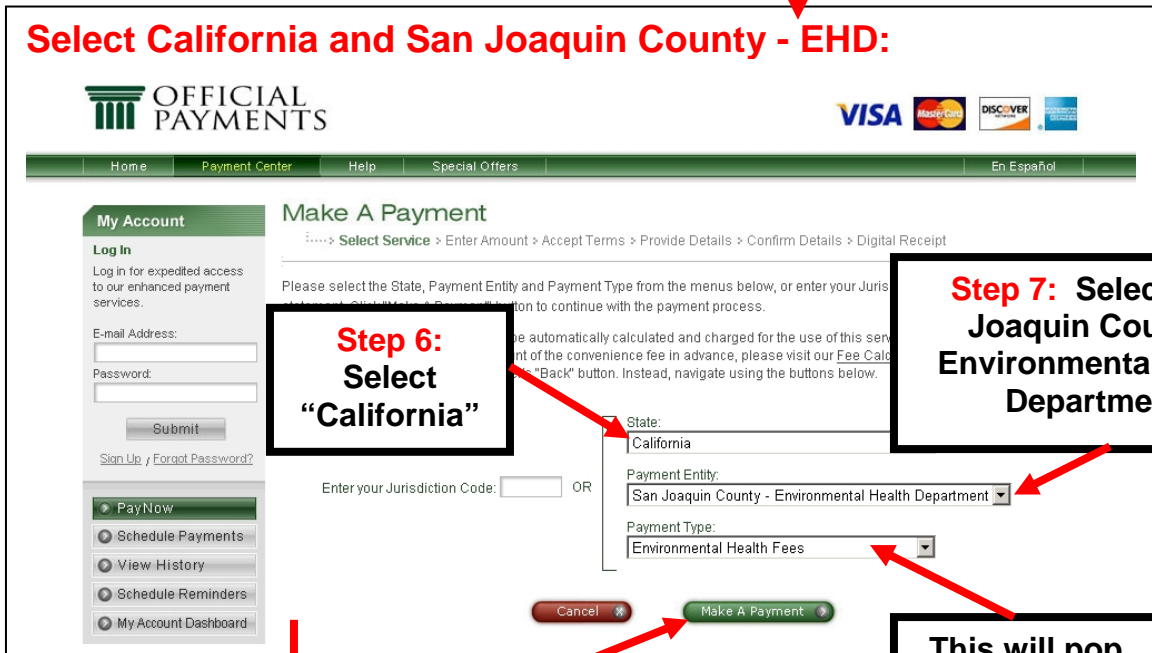 Select California and San Joaquin County - EHD:
OFFICIAL
PAYMENTS
VISA MasterCard DISCOVER NETWORK
Home Payment Center Help Special Offers En Español
My Account
Log In
Log in for expedited access
to our enhanced payment
services.
E-mail Address:
Password:
Submit
Sign Up / Forgot Password?
PayNow
Schedule Payments
View History
Schedule Reminders
My Account Dashboard
Make A Payment
Select Service > Enter Amount > Accept Terms > Provide Details > Confirm Details > Digital Receipt
Please select the State, Payment Entity and Payment Type from the menus below, or enter your Juris
statement. Click "Make A Payment" button to continue with the payment process.
be automatically calculated and charged for the use of this ser
nt of the convenience fee in advance, please visit our Fee Calc
"Back" button. Instead, navigate using the buttons below.
Step 6:
Select
“California”
Step 7: Selec
Joaquin Cou
Environmenta
Departme
Enter your Jurisdiction Code: OR
State:
California
Payment Entity:
San Joaquin County - Environmental Health Department
Payment Type:
Environmental Health Fees
Cancel Make A Payment
This will pop